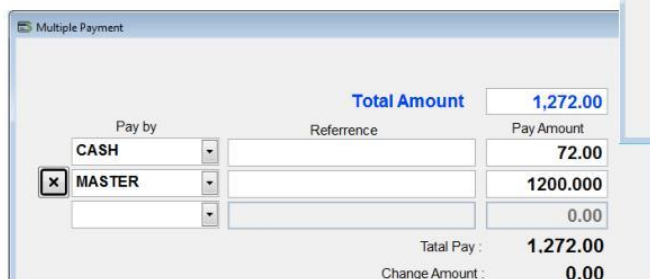 Multiple Payment
Total Amount 1,272.00
Pay by Referrence Pay Amount
CASH 72.00
MASTER 1200.000
0.00
Tatal Pay : 1,272.00
Change Amount : 0.00